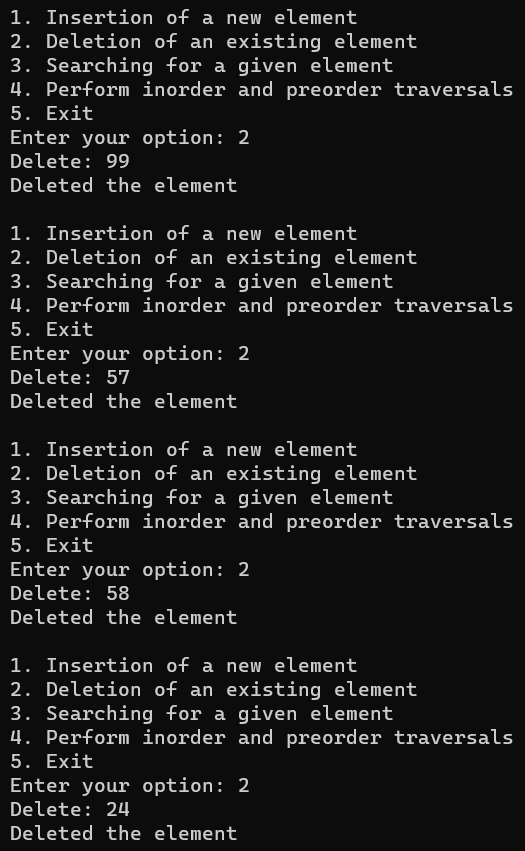 1. Insertion of a new element
2. Deletion of an existing element
3. Searching for a given element
4. Perform inorder and preorder traversals
5. Exit
Enter your option: 2
Delete: 99
Deleted the element

1. Insertion of a new element
2. Deletion of an existing element
3. Searching for a given element
4. Perform inorder and preorder traversals
5. Exit
Enter your option: 2
Delete: 57
Deleted the element

1. Insertion of a new element
2. Deletion of an existing element
3. Searching for a given element
4. Perform inorder and preorder traversals
5. Exit
Enter your option: 2
Delete: 58
Deleted the element

1. Insertion of a new element
2. Deletion of an existing element
3. Searching for a given element
4. Perform inorder and preorder traversals
5. Exit
Enter your option: 2
Delete: 24
Deleted the element